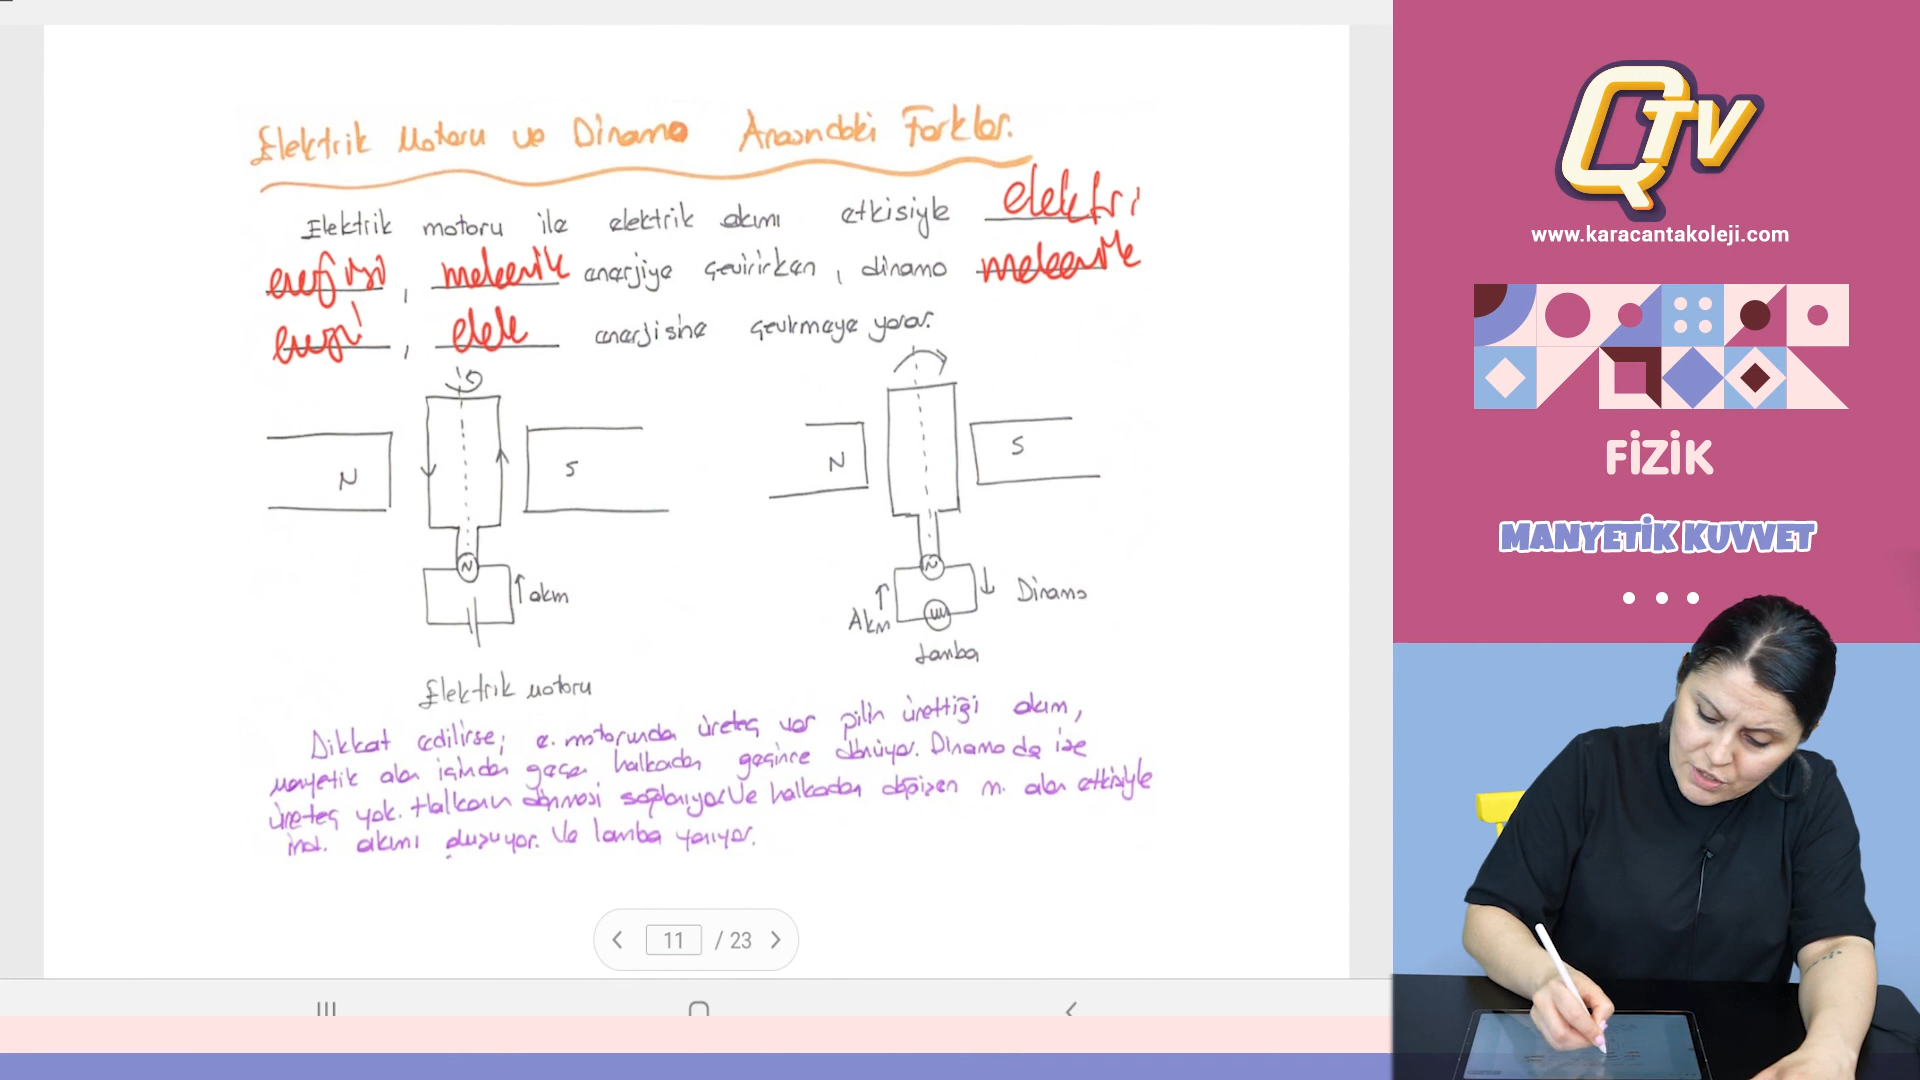 Elektrik Motoru ve Dinamo Arasındaki Farklar.
Elektrik motoru ile elektrik akımı etkisiyle elektri
enerjisi, mekanik enerjiye çevirirken, dinamo mekanik
enerji, elek enerjisine çevirmeye yarar.
N
S
N
S
N
akım
N
Akım
Dinamo
Lamba
Elektrik motoru
Dikkat edilirse; e. motorunda üreteç var pilin ürettiği akım,
manyetik alan içinden geçen halkadan geçince dönüyor. Dinamo da ise
üreteç yok. Halkanın dönmesi sağlanıyor ve halkadan değişen m. alan etkisiyle
ind. akımı oluşuyor. Ve lamba yanıyor.
11 / 23
QTV
www.karacantakoleji.com
FİZİK
MANYETİK KUVVET